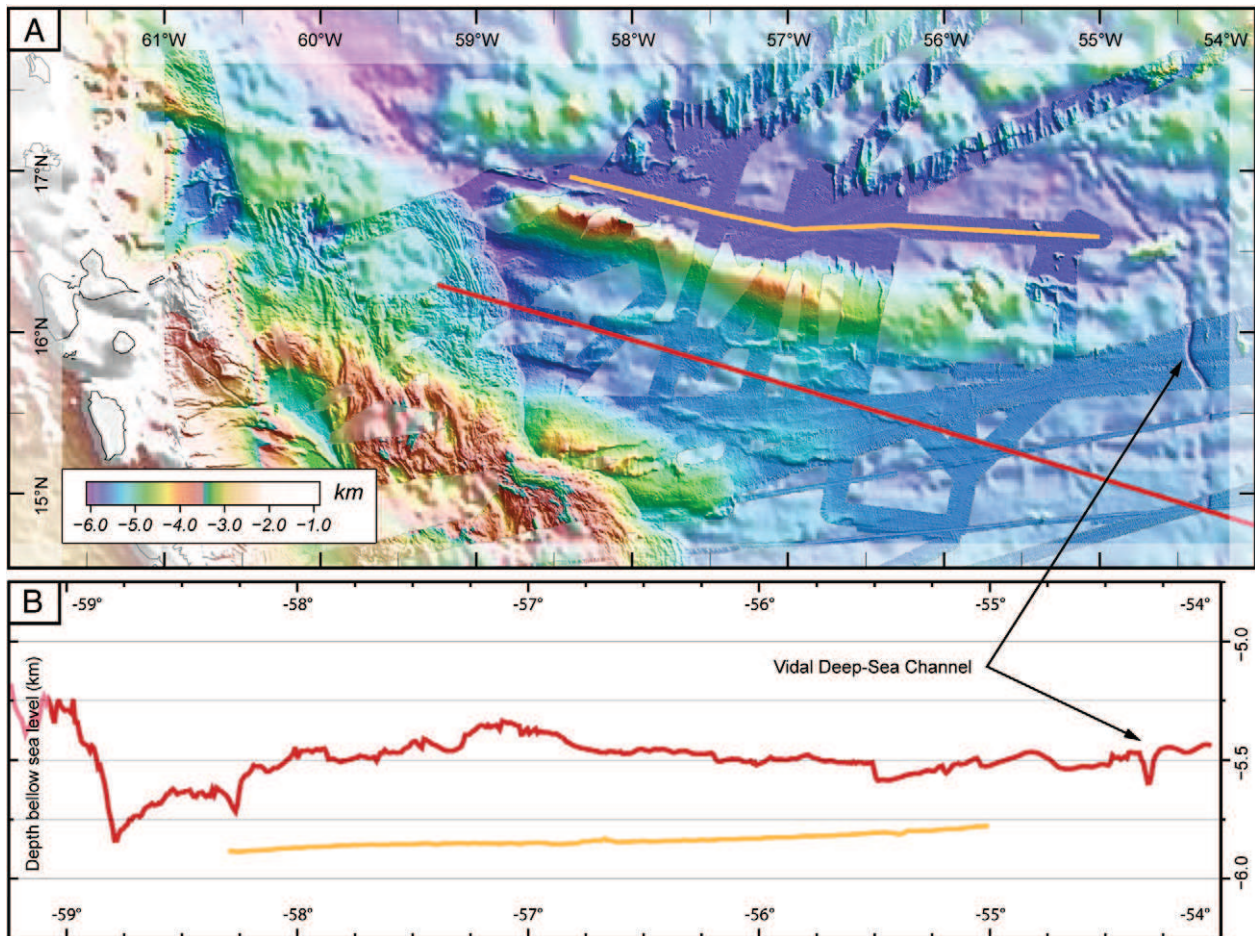 A
61°W 60°W 59°W 58°W 57°W 56°W 55°W 54°W
17°N
16°N
15°N
km
−6.0 −5.0 −4.0 −3.0 −2.0 −1.0
B
-59° -58° -57° -56° -55° -54°
Depth bellow sea level (km)
Vidal Deep-Sea Channel
-5.0
-5.5
-6.0
-59° -58° -57° -56° -55° -54°